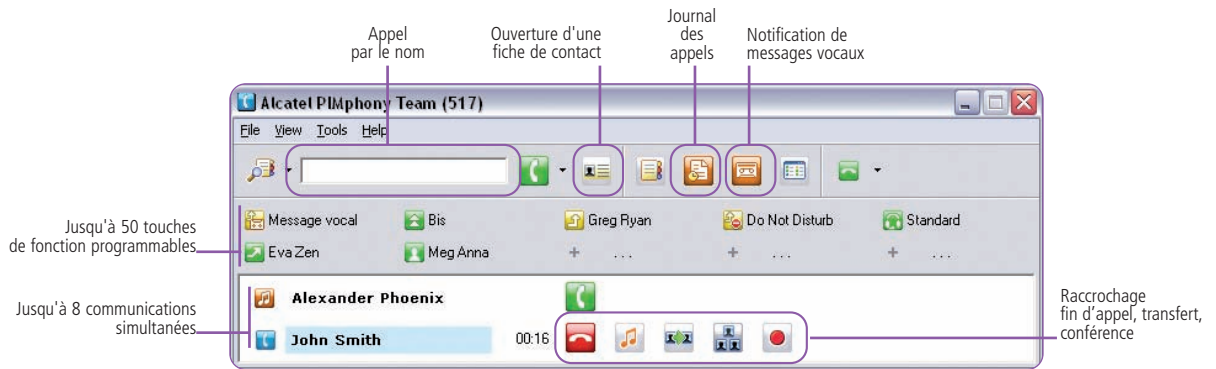 Appel
par le nom
Ouverture d'une
fiche de contact
Journal
des
appels
Notification de
messages vocaux
Alcatel PIMphony Team (517)
File View Tools Help
Jusqu'à 50 touches
de fonction programmables
Message vocal Bis Greg Ryan Do Not Disturb Standard
Eva Zen Meg Anna + ... + ... + ...
Jusqu'à 8 communications
simultanées
Alexander Phoenix
John Smith 00:16
Raccrochage
fin d'appel, transfert,
conférence